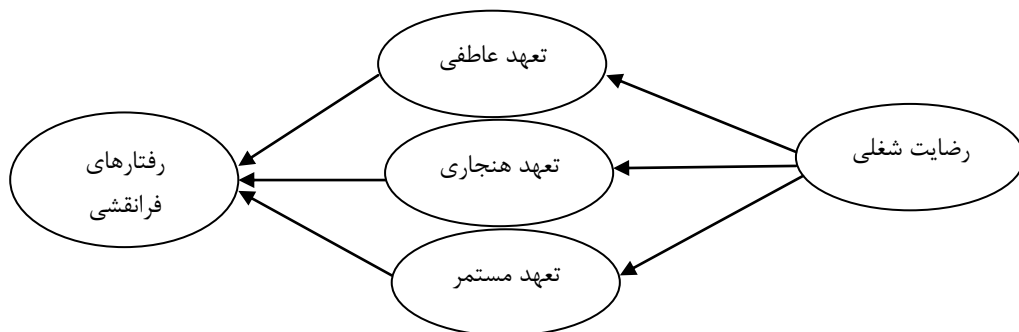 تعهد عاطفی
رضایت شغلی
تعهد هنجاری
رفتارهای
فرانقشی
تعهد مستمر